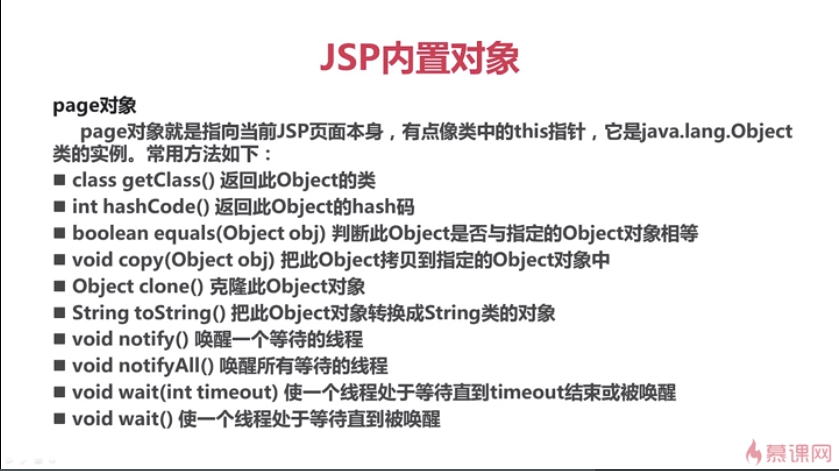 JSP内置对象
page对象
page对象就是指向当前JSP页面本身，有点像类中的this指针，它是java.lang.Object
类的实例。常用方法如下：
■ class getClass() 返回此Object的类
■ int hashCode() 返回此Object的hash码
■ boolean equals(Object obj) 判断此Object是否与指定的Object对象相等
■ void copy(Object obj) 把此Object拷贝到指定的Object对象中
■ Object clone() 克隆此Object对象
■ String toString() 把此Object对象转换成String类的对象
■ void notify() 唤醒一个等待的线程
■ void notifyAll() 唤醒所有等待的线程
■ void wait(int timeout) 使一个线程处于等待直到timeout结束或被唤醒
■ void wait() 使一个线程处于等待直到被唤醒
慕课网